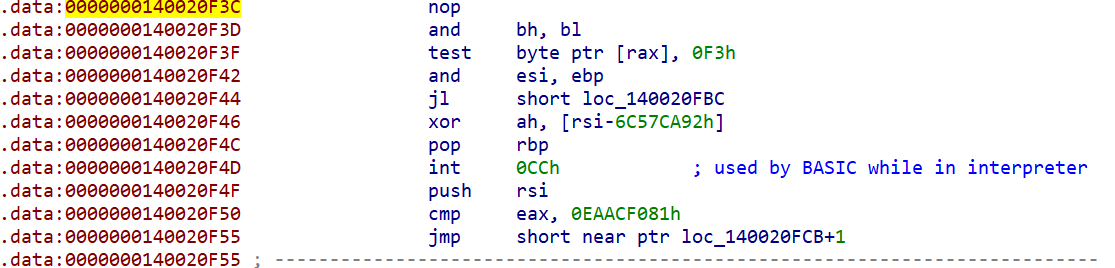 .data:0000000140020F3C nop
.data:0000000140020F3D and bh, bl
.data:0000000140020F3F test byte ptr [rax], 0F3h
.data:0000000140020F42 and esi, ebp
.data:0000000140020F44 jl short loc_140020FBC
.data:0000000140020F46 xor ah, [rsi-6C57CA92h]
.data:0000000140020F4C pop rbp
.data:0000000140020F4D int 0CCh ; used by BASIC while in interpreter
.data:0000000140020F4F push rsi
.data:0000000140020F50 cmp eax, 0EAACF081h
.data:0000000140020F55 jmp short near ptr loc_140020FCB+1
.data:0000000140020F55 ; ---------------------------------------------------------------------------